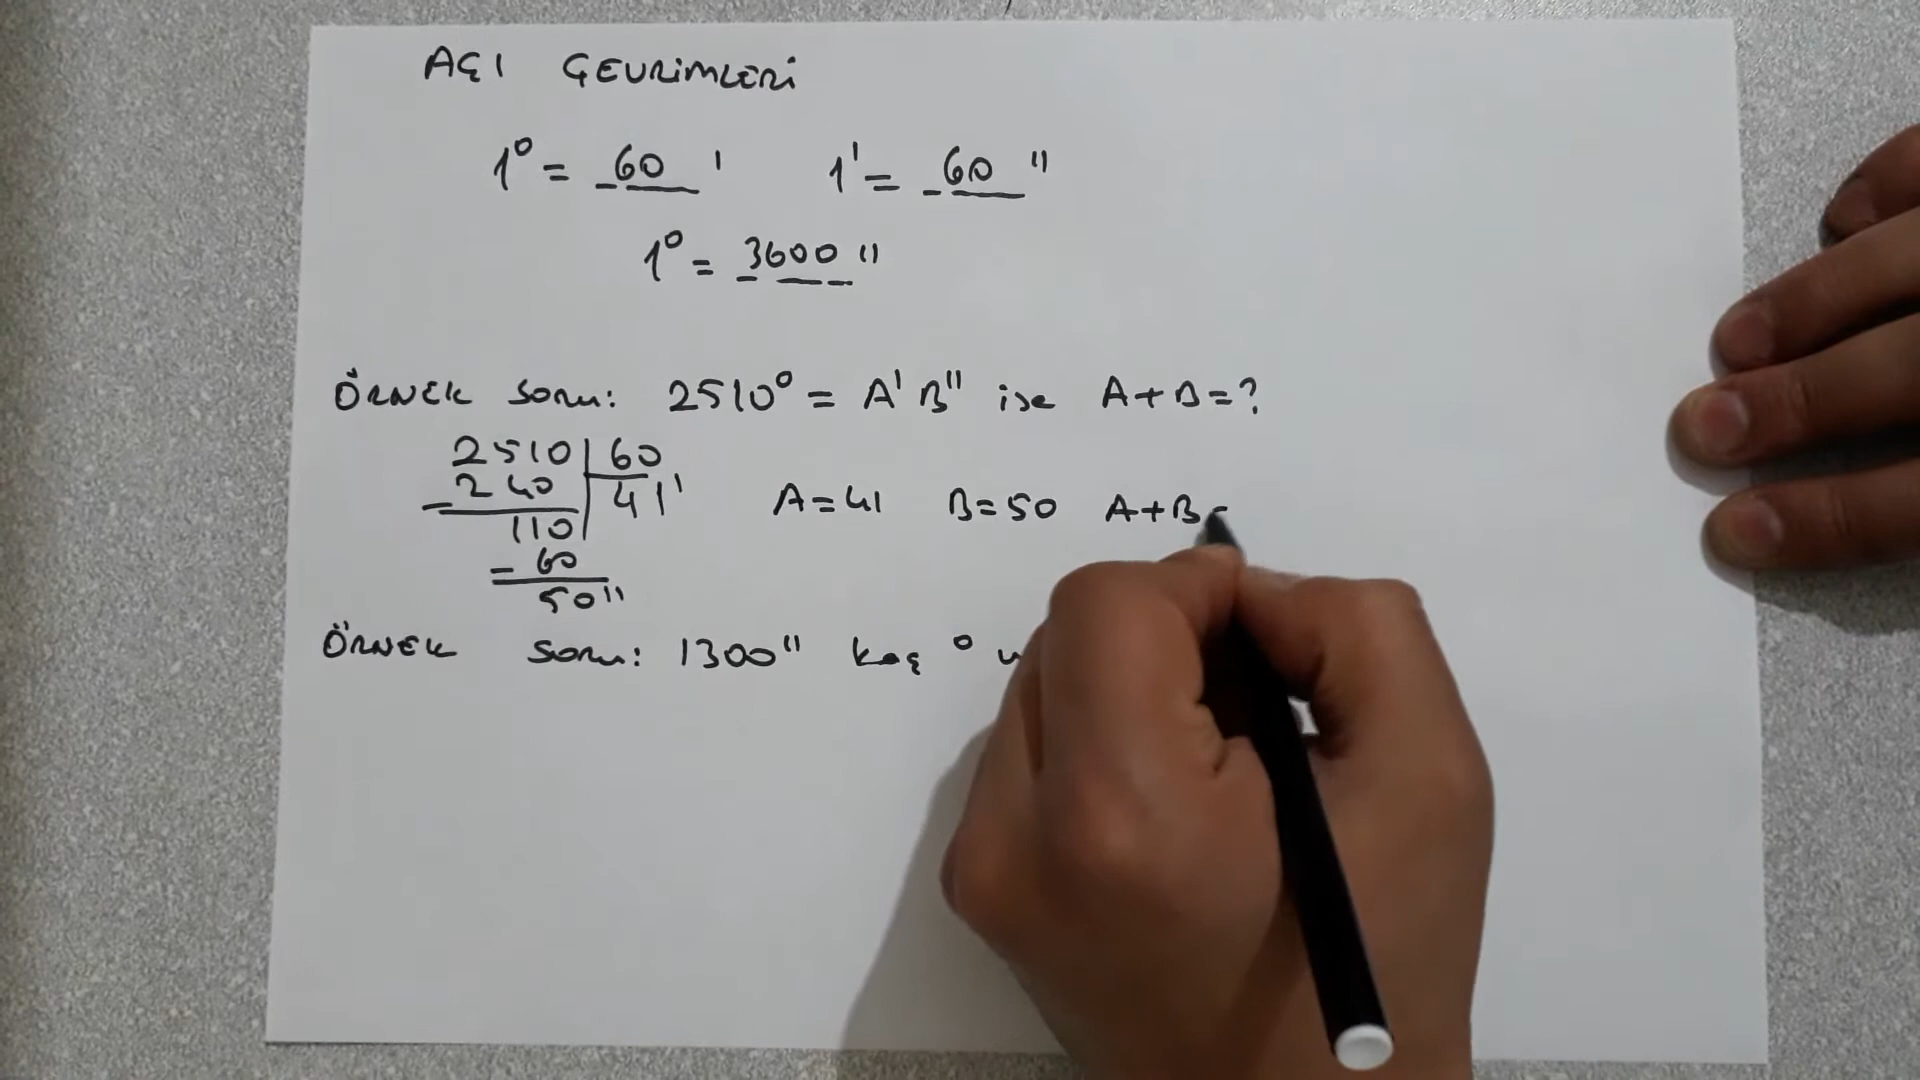 AÇI ÇEVRİMLERİ
1° = 60 ' 1' = 60 "
1° = 3600 "
ÖRNEK SORU: 2510° = A' B" ise A+B=?
2510 | 60
- 240 41'
110
- 60
50"
A=41 B=50 A+B=
ÖRNEK SORU: 1300" kaç °